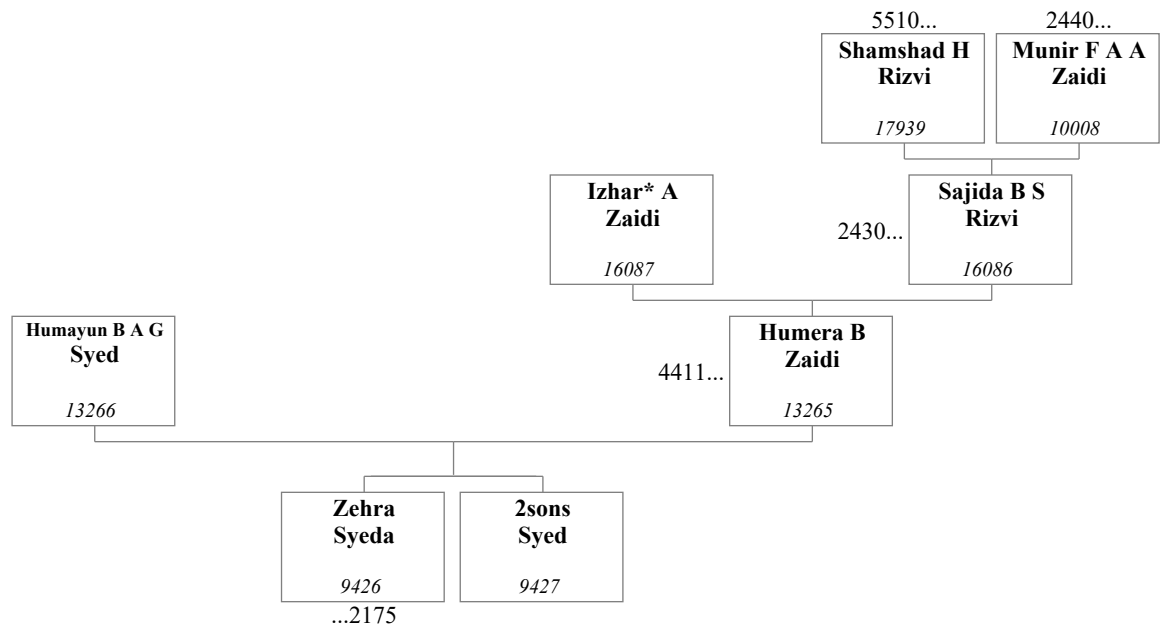 5510...
Shamshad H
Rizvi
17939
2440...
Munir F A A
Zaidi
10008
Izhar* A
Zaidi
16087
2430...
Sajida B S
Rizvi
16086
Humayun B A G
Syed
13266
4411...
Humera B
Zaidi
13265
Zehra
Syeda
9426
...2175
2sons
Syed
9427